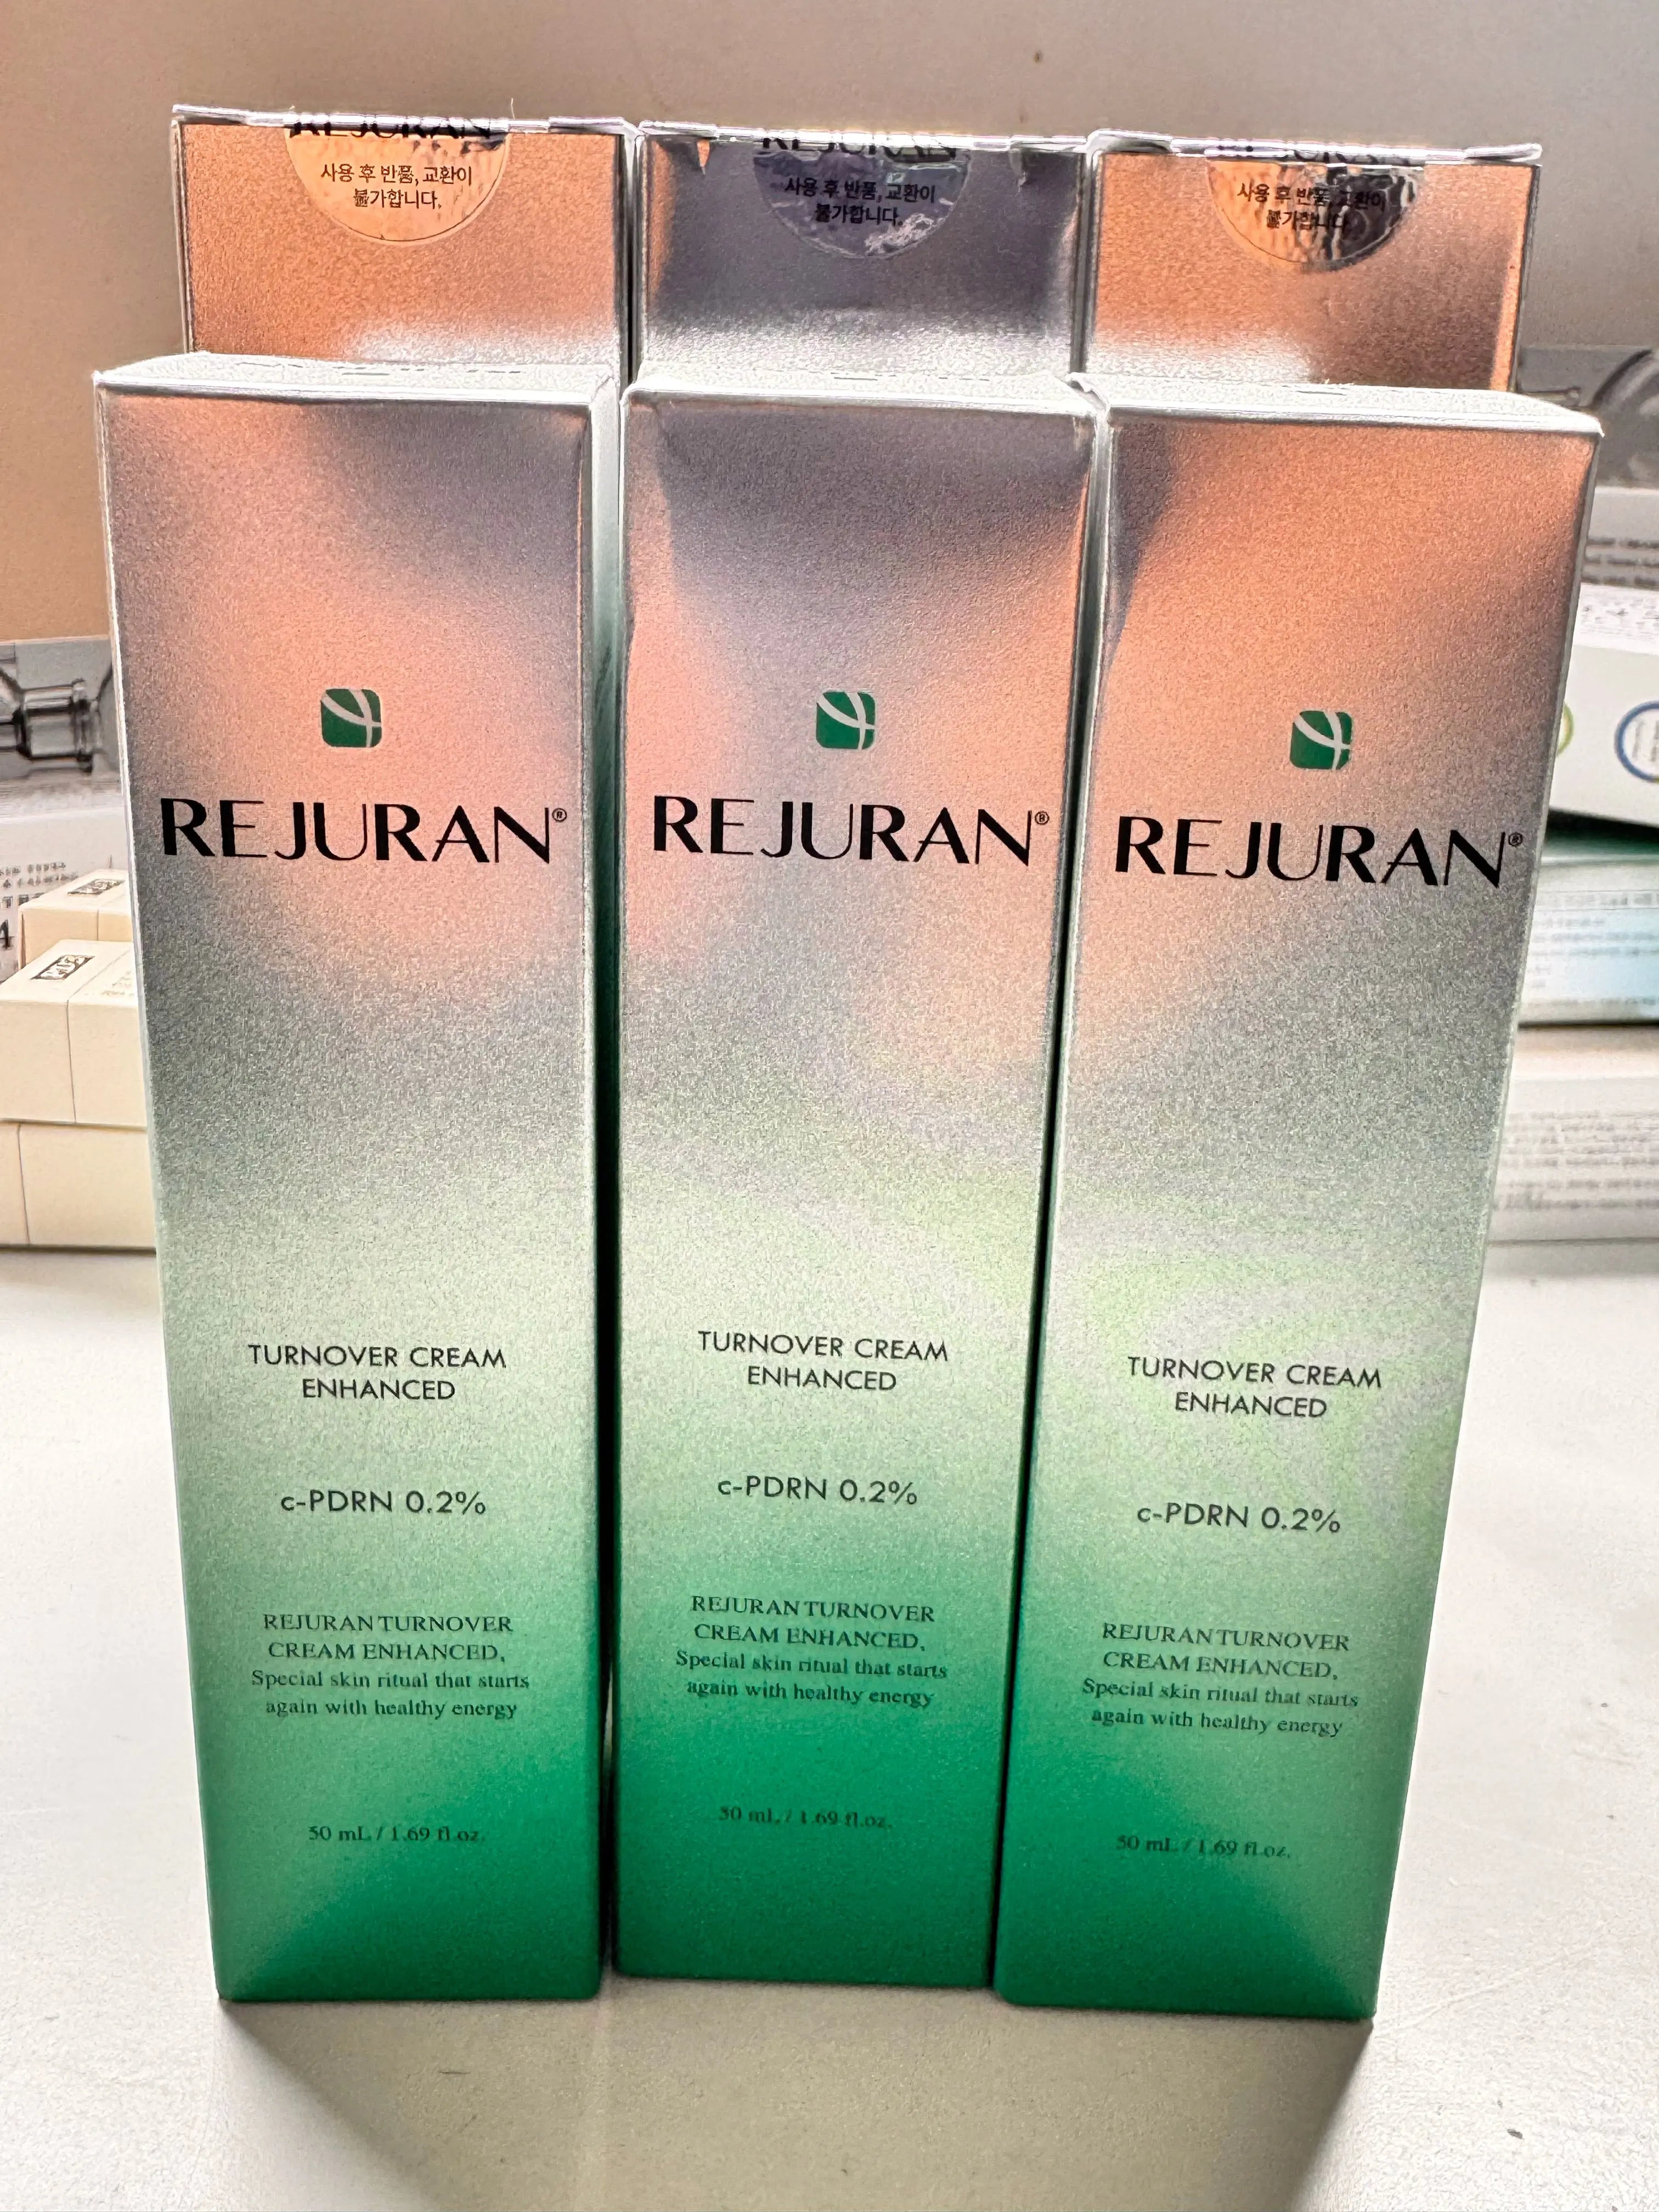 REJURAN
사용 후 반품, 교환이
불가합니다.
REJURAN
사용 후 반품, 교환이
불가합니다.
REJURAN
사용 후 반품, 교환이
불가합니다.
REJURAN®
TURNOVER CREAM
ENHANCED
c-PDRN 0.2%
REJURAN TURNOVER
CREAM ENHANCED,
Special skin ritual that starts
again with healthy energy
50 mL / 1.69 fl.oz.
REJURAN®
TURNOVER CREAM
ENHANCED
c-PDRN 0.2%
REJURAN TURNOVER
CREAM ENHANCED,
Special skin ritual that starts
again with healthy energy
50 mL / 1.69 fl.oz.
REJURAN®
TURNOVER CREAM
ENHANCED
c-PDRN 0.2%
REJURAN TURNOVER
CREAM ENHANCED,
Special skin ritual that starts
again with healthy energy
50 mL / 1.69 fl.oz.